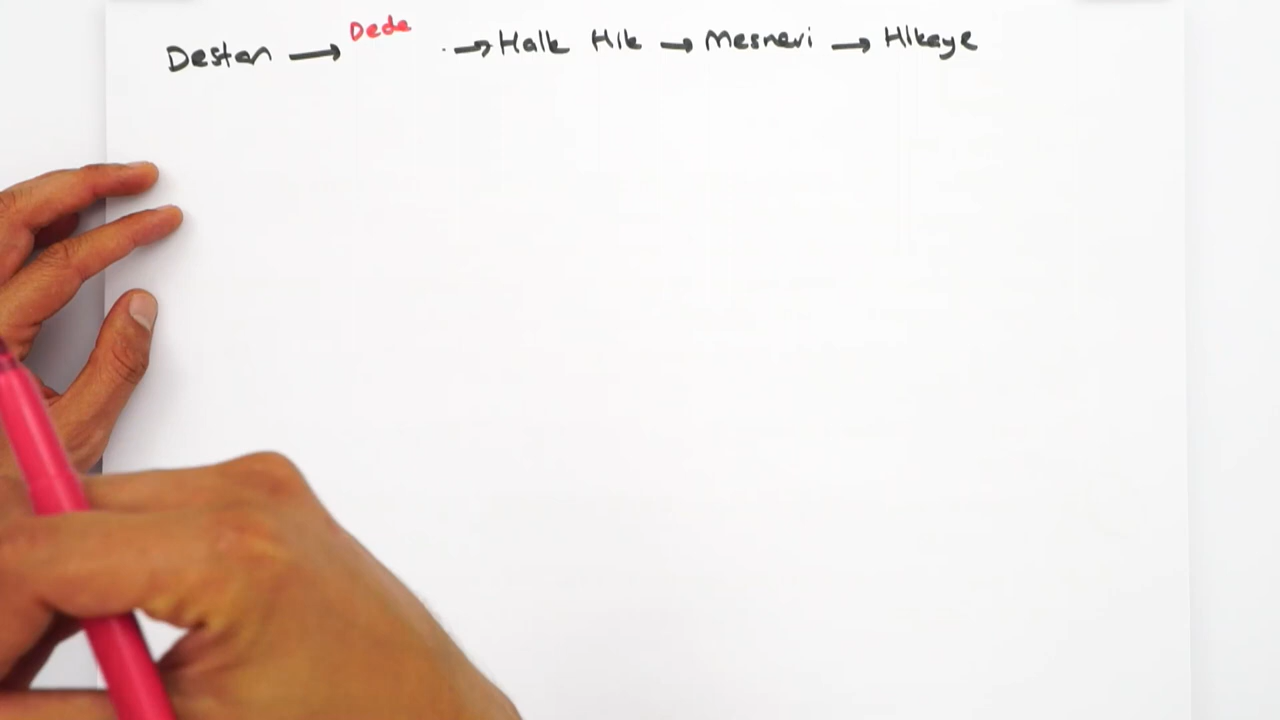 Destan → Dede → Halk Hik → Mesnevi → Hikaye